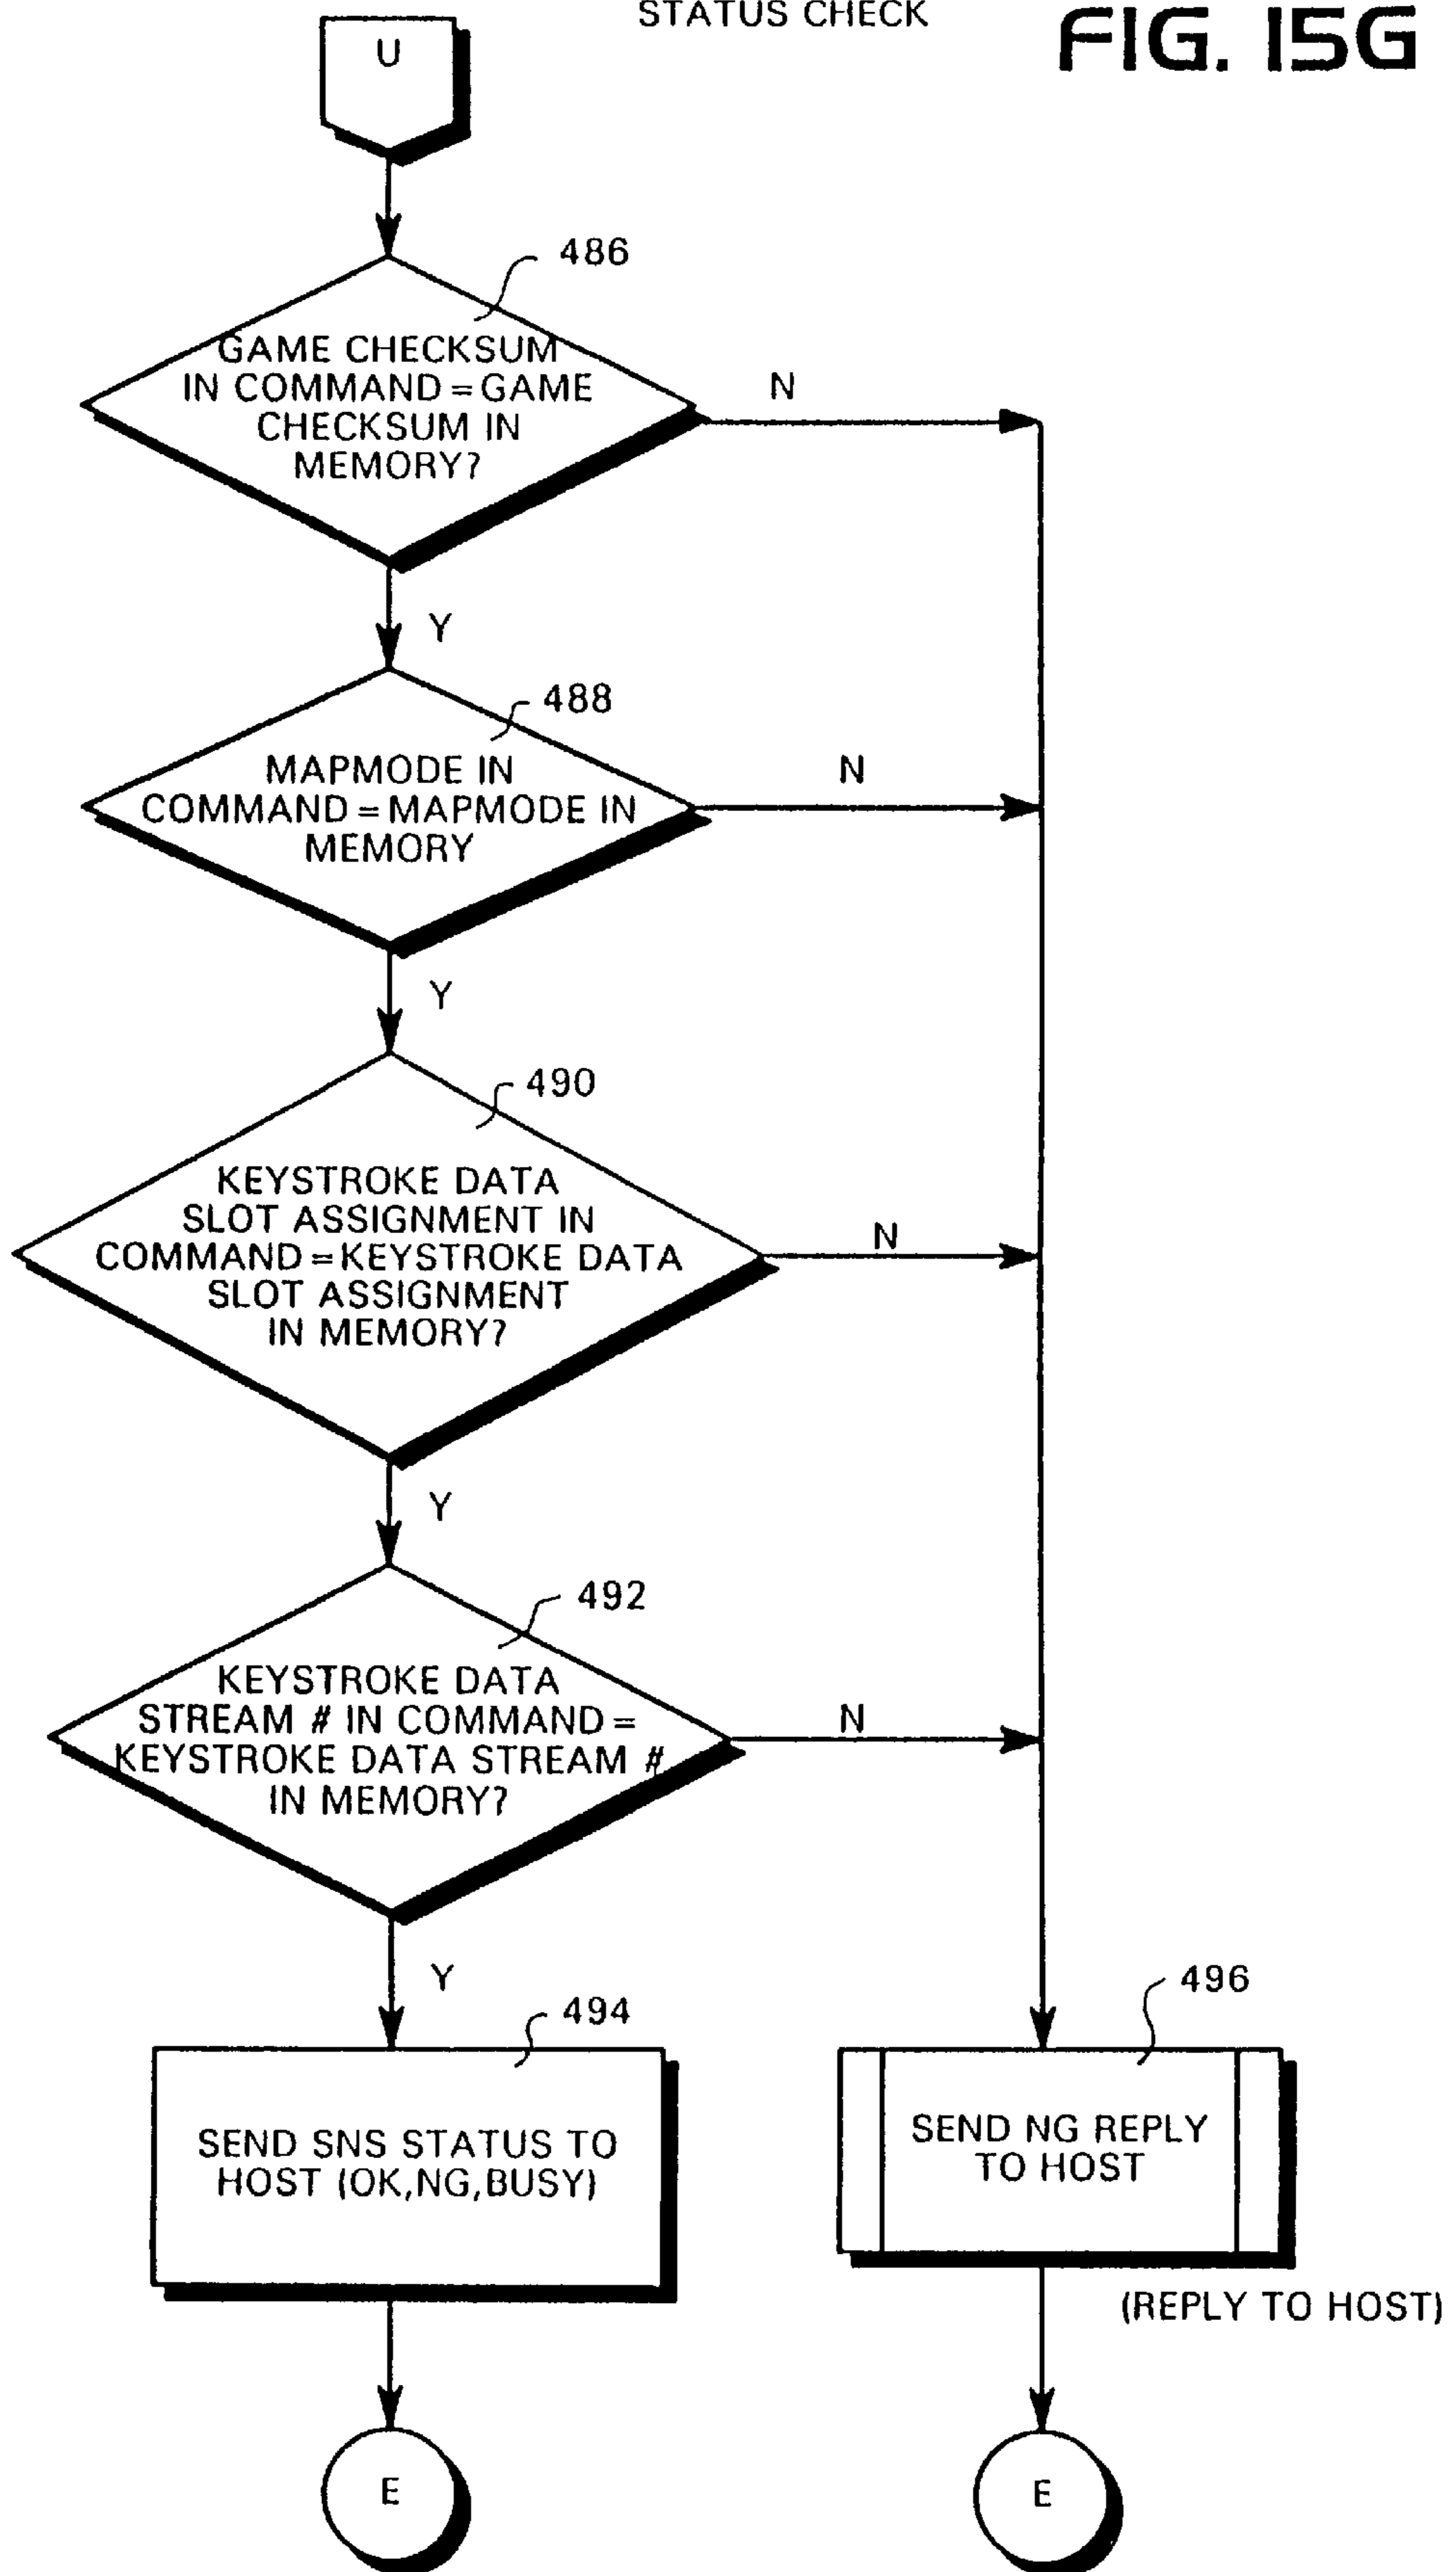 STATUS CHECK
FIG. 15G
U
486
GAME CHECKSUM
IN COMMAND = GAME
CHECKSUM IN
MEMORY?
N
Y
488
MAPMODE IN
COMMAND = MAPMODE IN
MEMORY
N
Y
490
KEYSTROKE DATA
SLOT ASSIGNMENT IN
COMMAND = KEYSTROKE DATA
SLOT ASSIGNMENT
IN MEMORY?
N
Y
492
KEYSTROKE DATA
STREAM # IN COMMAND =
KEYSTROKE DATA STREAM #
IN MEMORY?
N
Y
494
SEND SNS STATUS TO
HOST (OK,NG,BUSY)
496
SEND NG REPLY
TO HOST
(REPLY TO HOST)
E
E